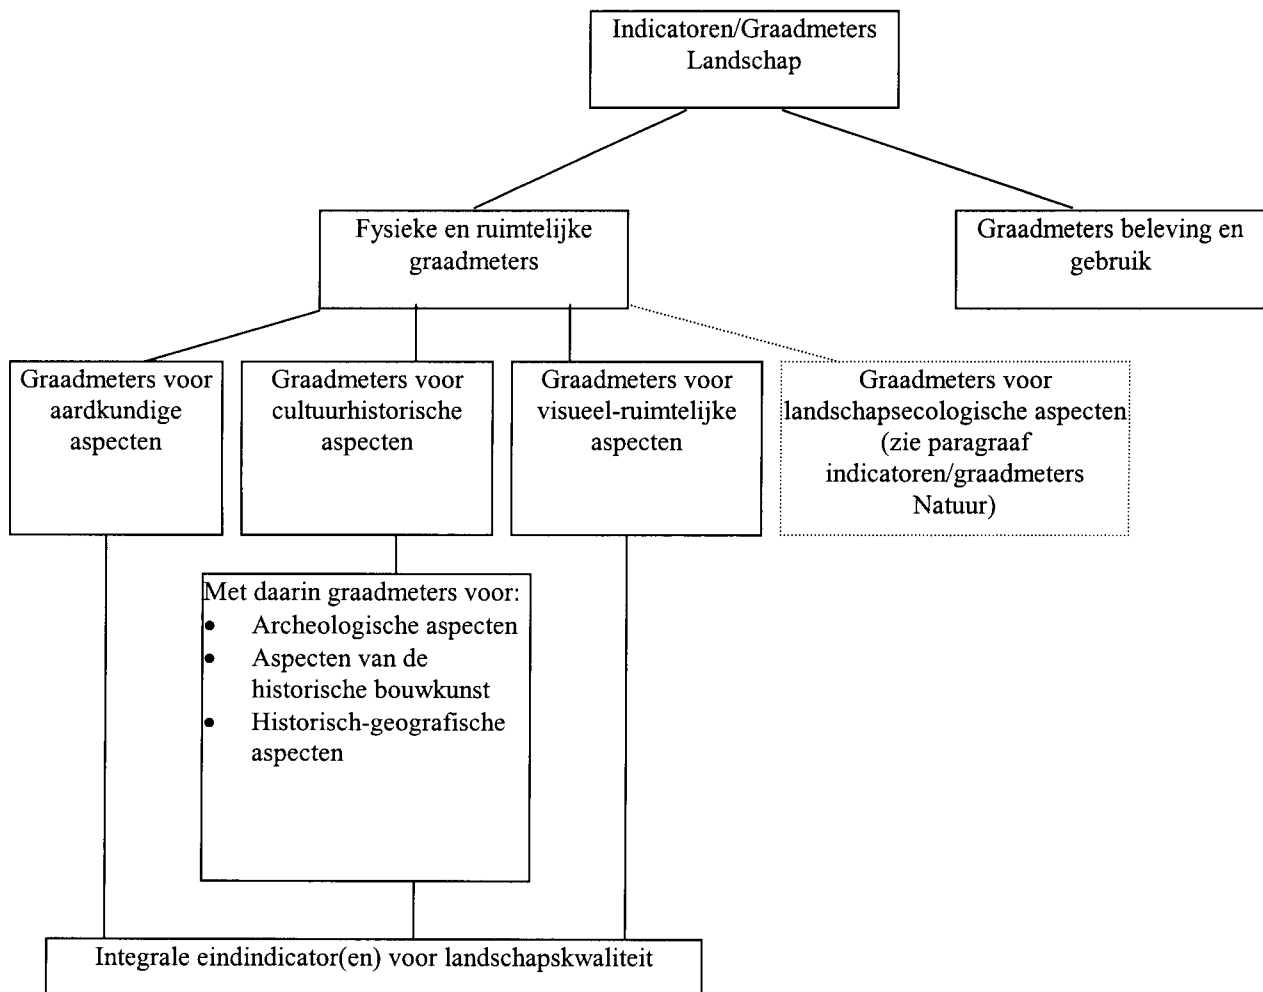 Indicatoren/Graadmeters
Landschap
Fysieke en ruimtelijke
graadmeters
Graadmeters beleving en
gebruik
Graadmeters voor
aardkundige
aspecten
Graadmeters voor
cultuurhistorische
aspecten
Graadmeters voor
visueel-ruimtelijke
aspecten
Graadmeters voor
landschapsecologische aspecten
(zie paragraaf
indicatoren/graadmeters
Natuur)
Met daarin graadmeters voor:
• Archeologische aspecten
• Aspecten van de
historische bouwkunst
• Historisch-geografische
aspecten
Integrale eindindicator(en) voor landschapskwaliteit